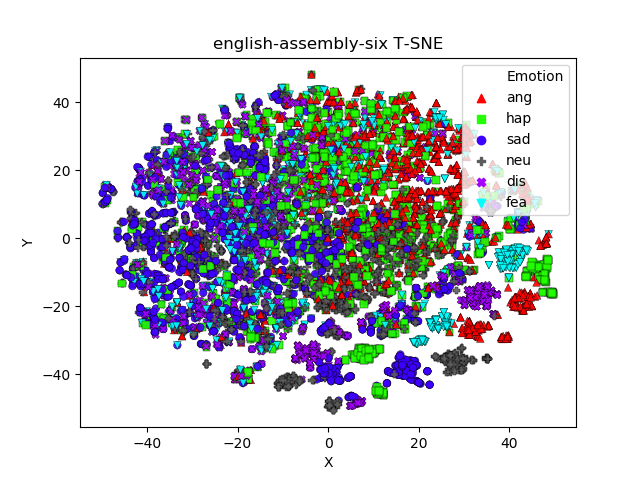 english-assembly-six T-SNE
Emotion
ang
hap
sad
neu
dis
fea
40
20
0
−20
−40
Y
−40 −20 0 20 40
X